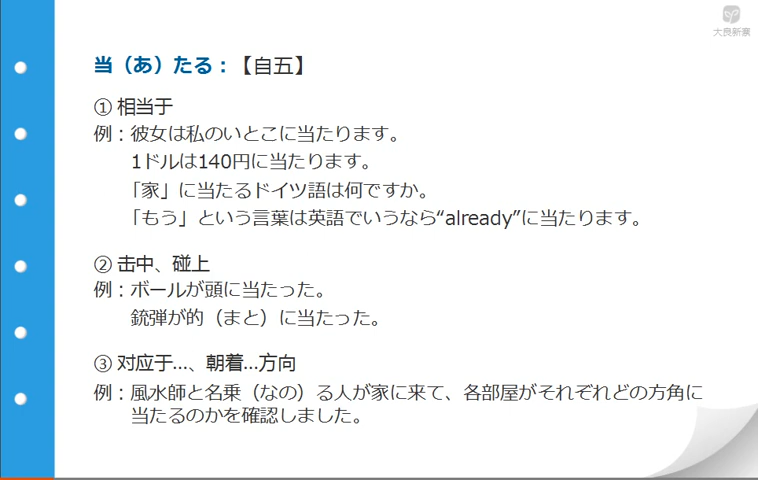 大良新裏
当（あ）たる：【自五】
① 相当于
例：彼女は私のいとこに当たります。
1ドルは140円に当たります。
「家」に当たるドイツ語は何ですか。
「もう」という言葉は英語でいうなら“already”に当たります。
② 击中、碰上
例：ボールが頭に当たった。
銃弾が的（まと）に当たった。
③ 对应于…、朝着…方向
例：風水師と名乗（なの）る人が家に来て、各部屋がそれぞれどの方角に
当たるのかを確認しました。